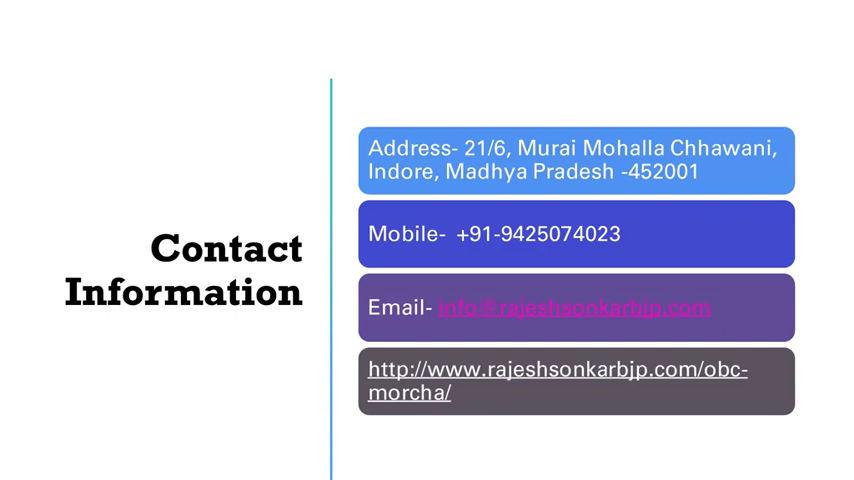 Contact
Information
Address- 21/6, Murai Mohalla Chhawani,
Indore, Madhya Pradesh -452001
Mobile-  +91-9425074023
Email- info@rajeshsonkarbjp.com
http://www.rajeshsonkarbjp.com/obc-
morcha/